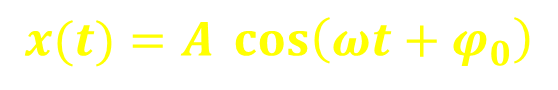 x(t) = A cos(ωt + φ₀)